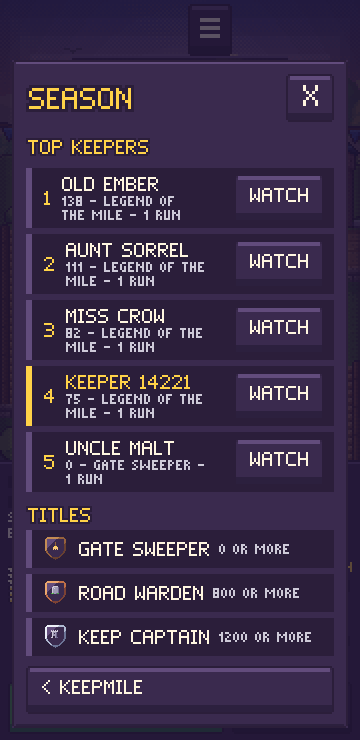 SEASON
X
TOP KEEPERS
1 OLD EMBER
138 - LEGEND OF
THE MILE - 1 RUN
WATCH
2 AUNT SORREL
111 - LEGEND OF THE
MILE - 1 RUN
WATCH
3 MISS CROW
82 - LEGEND OF THE
MILE - 1 RUN
WATCH
4 KEEPER 14221
75 - LEGEND OF THE
MILE - 1 RUN
WATCH
5 UNCLE MALT
0 - GATE SWEEPER -
1 RUN
WATCH
TITLES
GATE SWEEPER 0 OR MORE
ROAD WARDEN 800 OR MORE
KEEP CAPTAIN 1200 OR MORE
< KEEPMILE